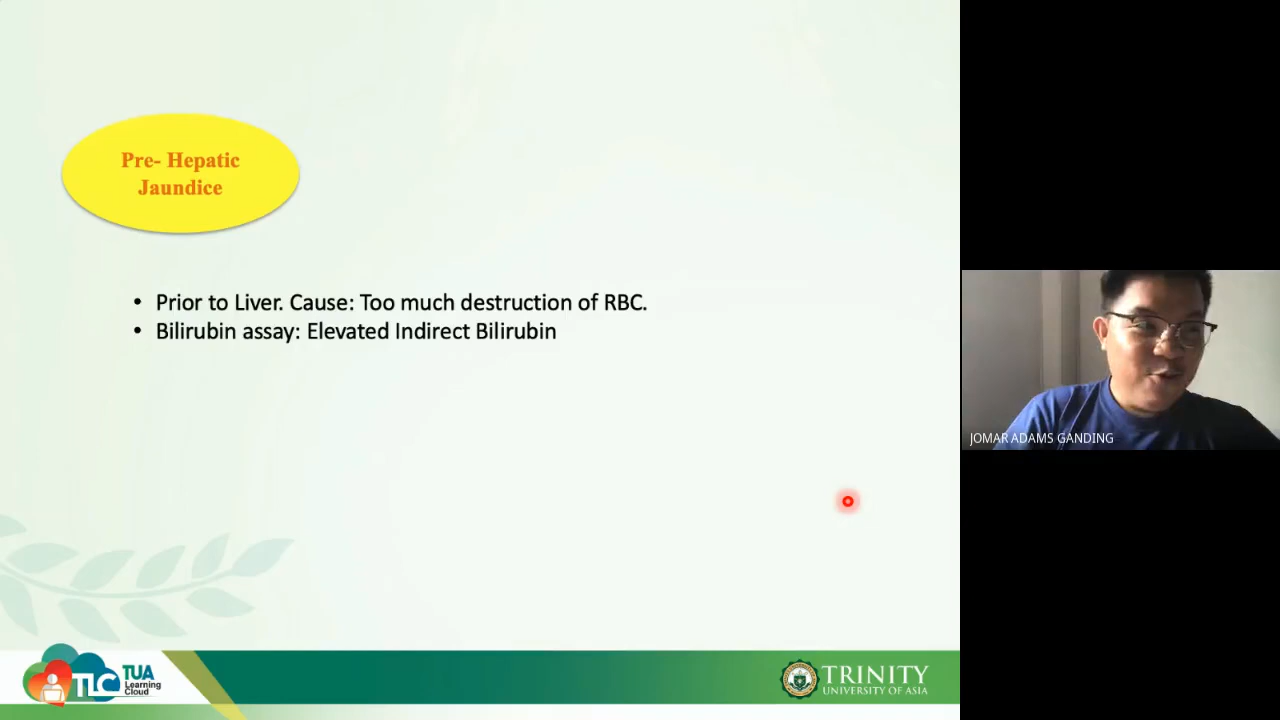 Pre- Hepatic
Jaundice
• Prior to Liver. Cause: Too much destruction of RBC.
• Bilirubin assay: Elevated Indirect Bilirubin
JOMAR ADAMS GANDING
TLC
TUA
Learning
Cloud
TRINITY
UNIVERSITY OF ASIA